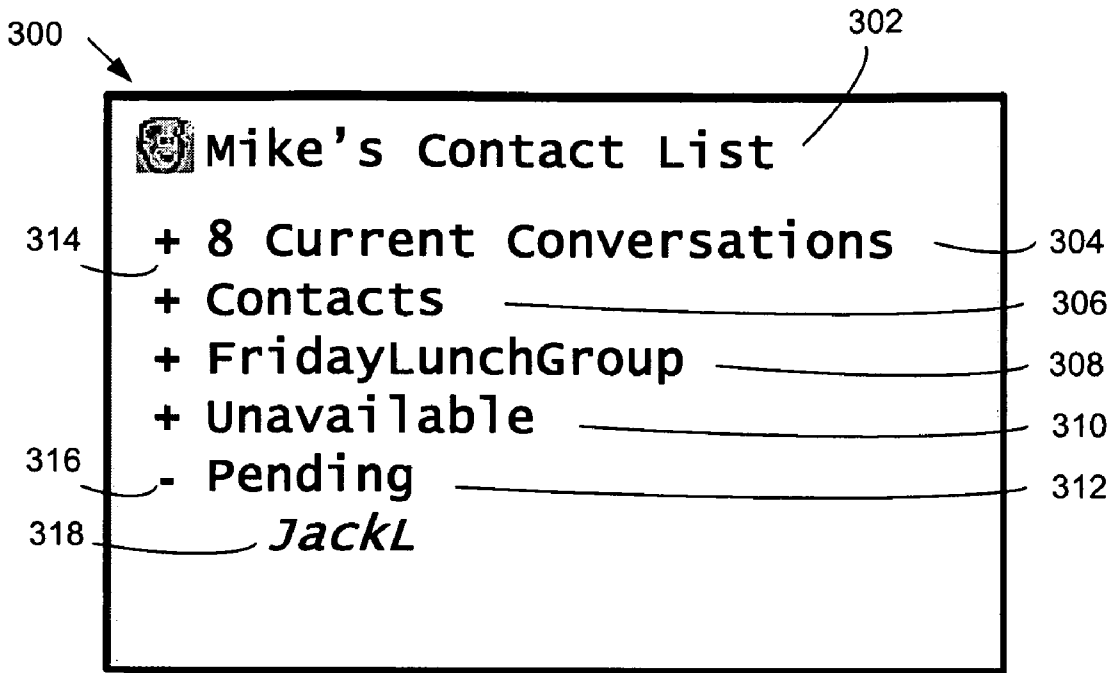 302
300
Mike's Contact List
314 + 8 Current Conversations 304
+ Contacts 306
+ FridayLunchGroup 308
+ Unavailable 310
316 - Pending 312
318 JackL